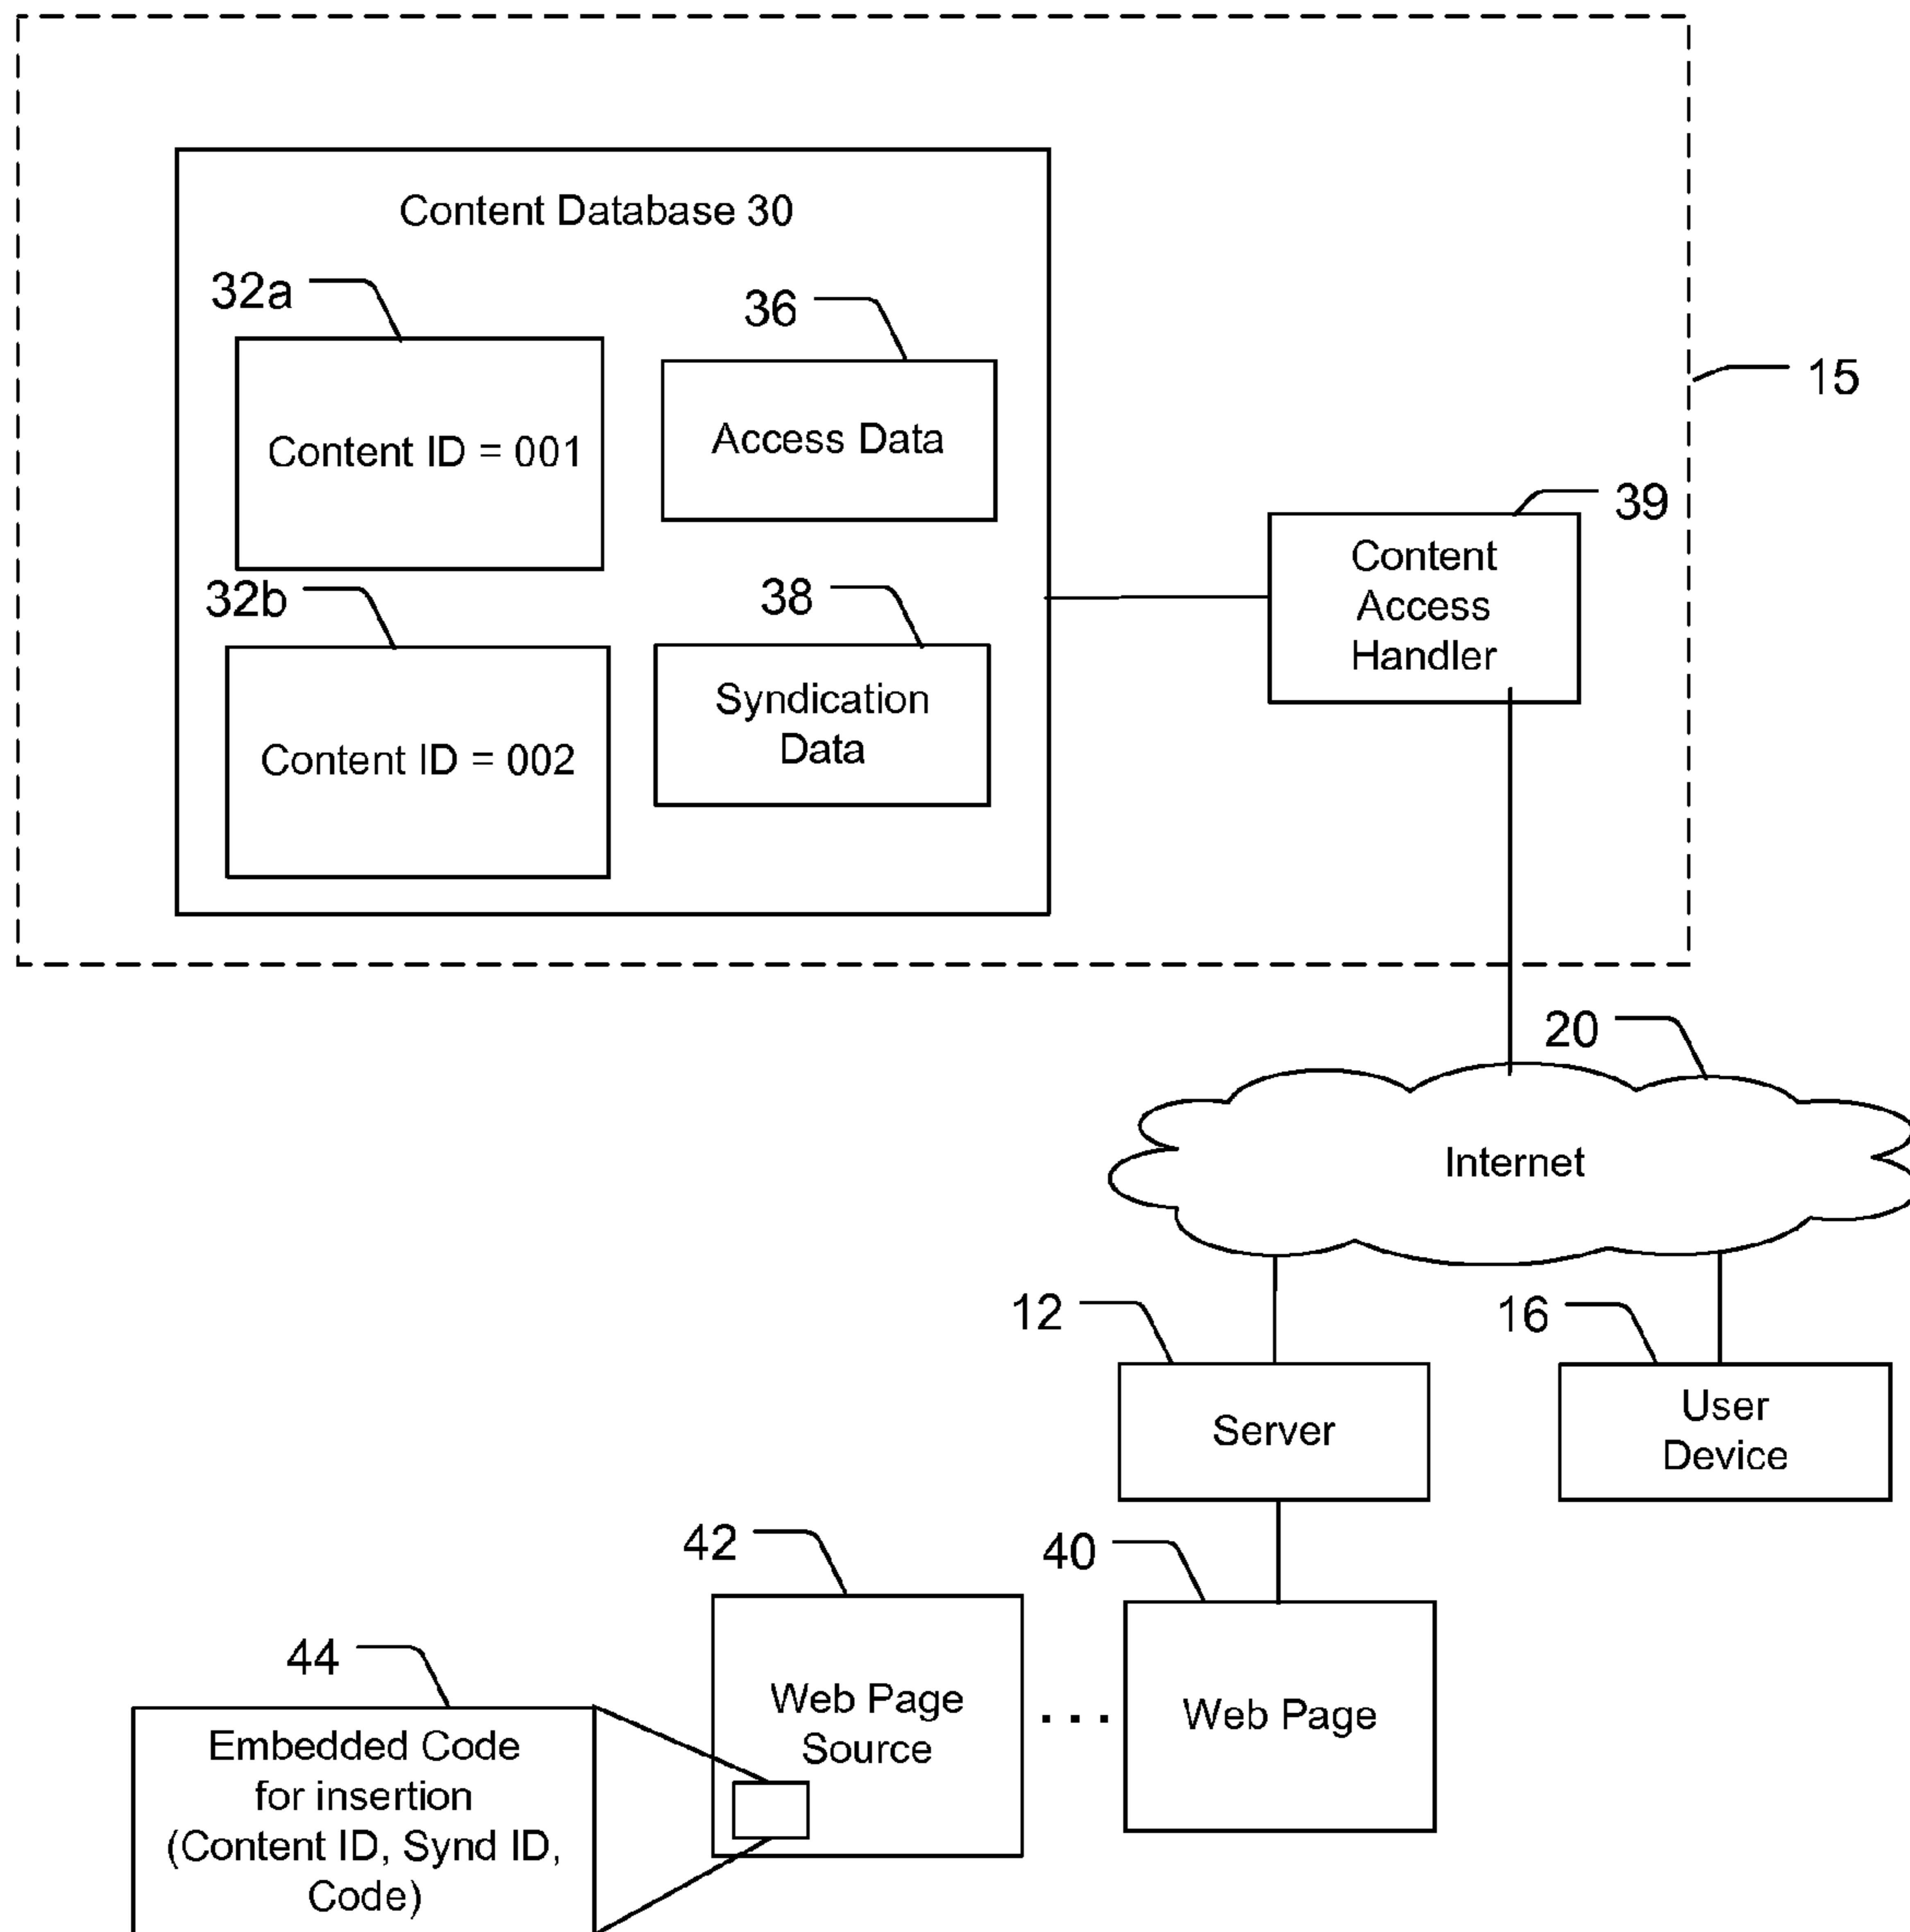 Content Database 30
32a
36
Content ID = 001
Access Data
15
39
Content
Access
Handler
32b
38
Content ID = 002
Syndication
Data
20
Internet
12
16
Server
User
Device
42
40
44
Web Page
Source
...
Web Page
Embedded Code
for insertion
(Content ID, Synd ID,
Code)